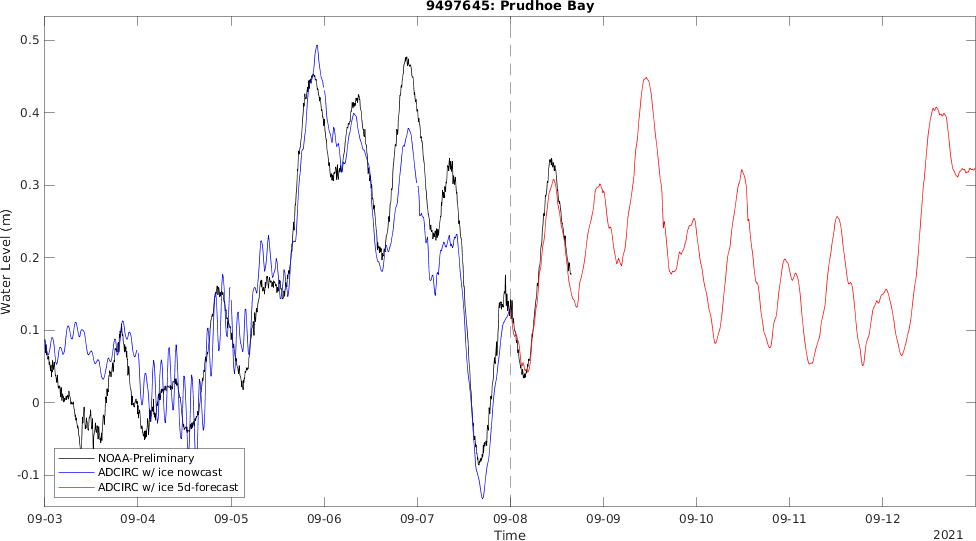 9497645: Prudhoe Bay
Water Level (m)
0.5
0.4
0.3
0.2
0.1
0
-0.1
NOAA-Preliminary
ADCIRC w/ ice nowcast
ADCIRC w/ ice 5d-forecast
09-03 09-04 09-05 09-06 09-07 09-08 09-09 09-10 09-11 09-12
Time
2021